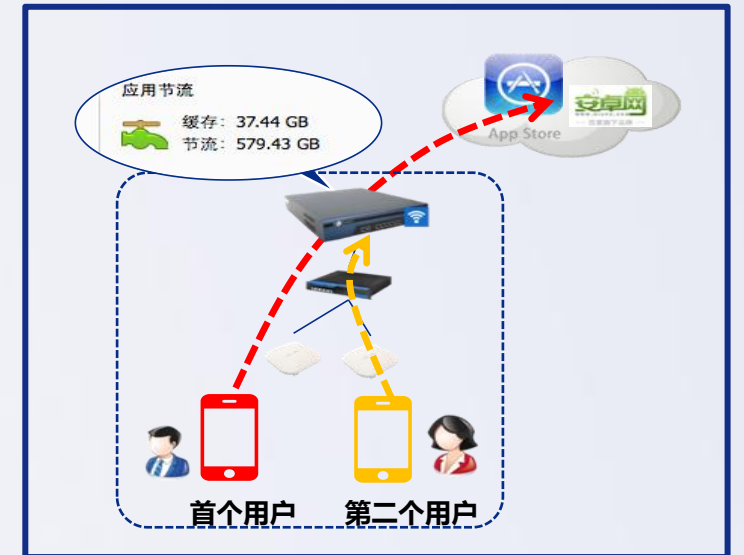 应用节流
缓存: 37.44 GB
节流: 579.43 GB
App Store
安卓网
首个用户
第二个用户